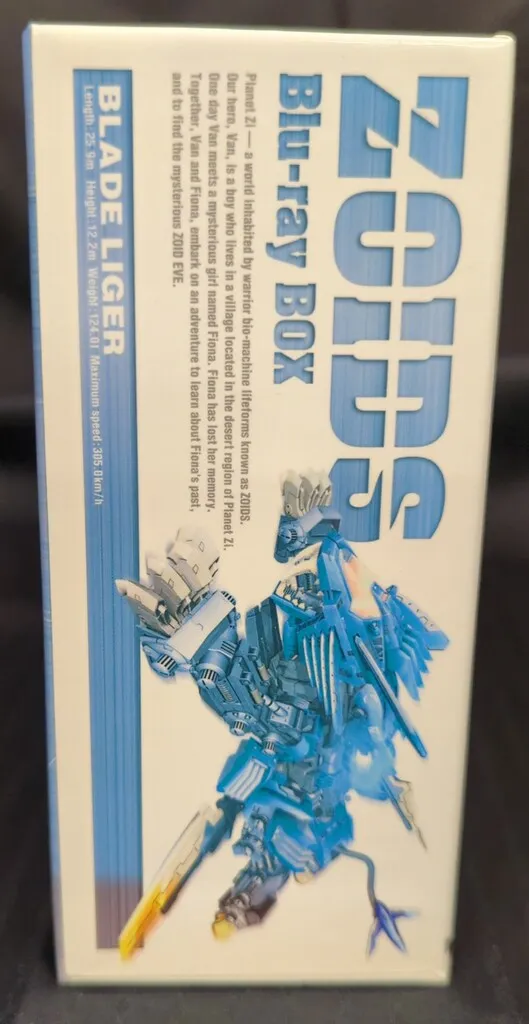 ZOIDS
Blu-ray BOX
Planet Zi — a world inhabited by warrior bio-machine lifeforms known as ZOIDS.
Our hero, Van, is a boy who lives in a village located in the desert region of Planet Zi.
One day Van meets a mysterious girl named Fiona. Fiona has lost her memory.
Together, Van and Fiona, embark on an adventure to learn about Fiona's past,
and to find the mysterious ZOID EVE.
BLADE LIGER
Length:25.9m Height:12.2m Weight:124.0t Maximum speed:305.0km/h